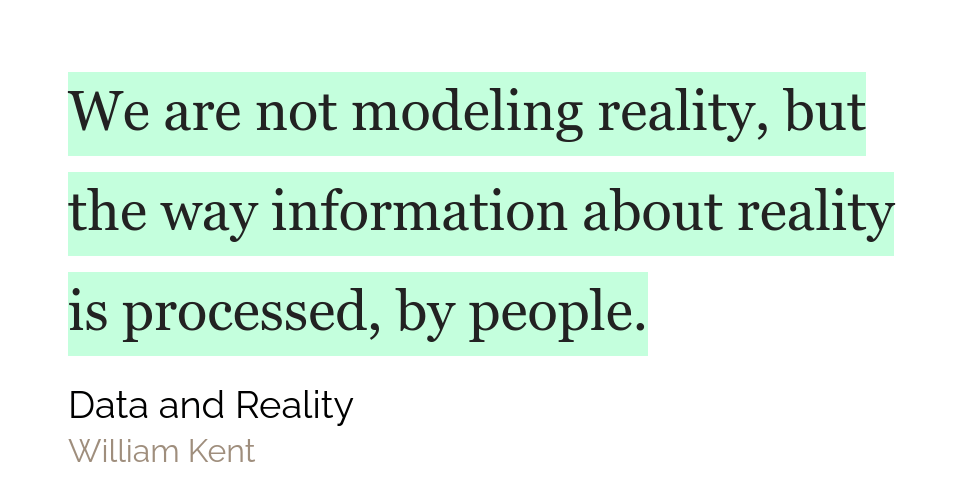 We are not modeling reality, but
the way information about reality
is processed, by people.
Data and Reality
William Kent